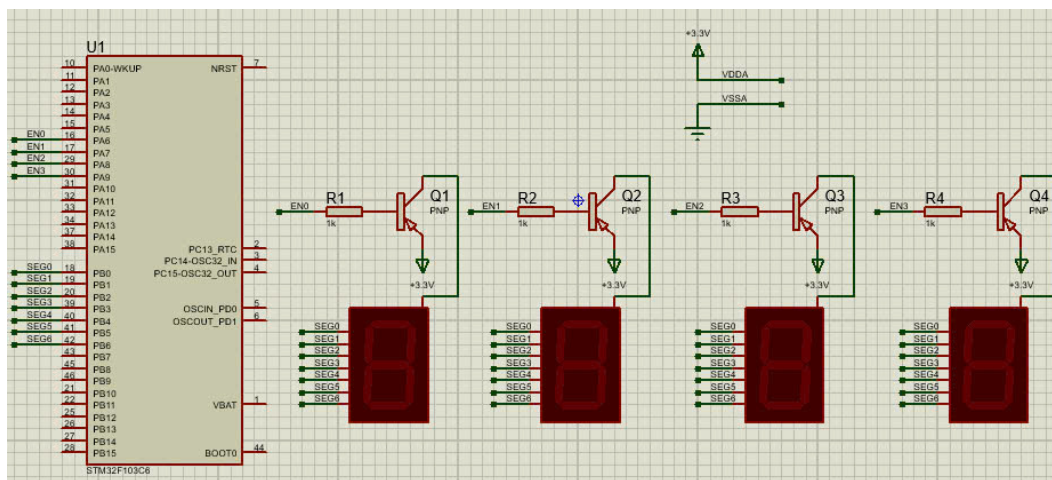 U1
10 PA0-WKUP NRST 7
11 PA1
12 PA2
13 PA3
14 PA4
15 PA5
EN0 16 PA6
EN1 17 PA7
EN2 29 PA8
EN3 30 PA9
31 PA10
32 PA11
33 PA12
34 PA13
37 PA14
38 PA15
PC13_RTC 2
PC14-OSC32_IN 3
PC15-OSC32_OUT 4
SEG0 18 PB0
SEG1 19 PB1
SEG2 20 PB2
SEG3 39 PB3
SEG4 40 PB4
SEG5 41 PB5
SEG6 42 PB6
43 PB7
45 PB8
46 PB9
21 PB10
22 PB11
25 PB12
26 PB13
27 PB14
28 PB15
OSCIN_PD0 5
OSCOUT_PD1 6
VBAT 1
BOOT0 44
STM32F103C6
+3.3V
VDDA
VSSA
EN0 R1 1k Q1 PNP
+3.3V
EN1 R2 1k Q2 PNP
+3.3V
EN2 R3 1k Q3 PNP
+3.3V
EN3 R4 1k Q4 PNP
+3.3V
SEG0 SEG0 SEG0 SEG0
SEG1 SEG1 SEG1 SEG1
SEG2 SEG2 SEG2 SEG2
SEG3 SEG3 SEG3 SEG3
SEG4 SEG4 SEG4 SEG4
SEG5 SEG5 SEG5 SEG5
SEG6 SEG6 SEG6 SEG6